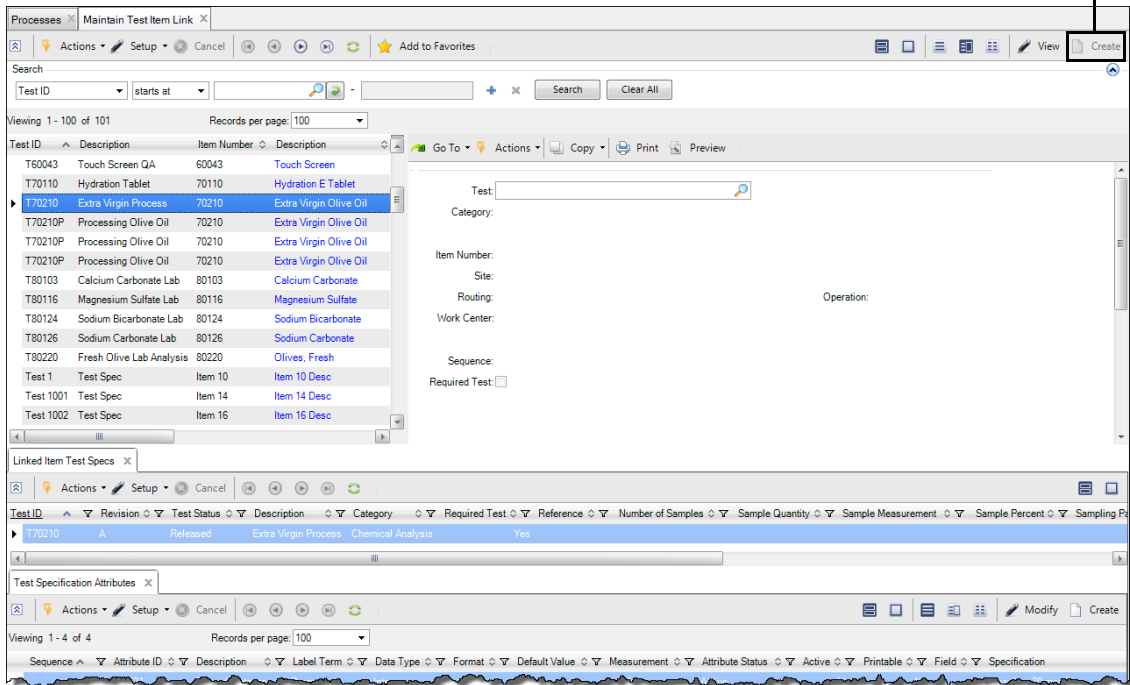 Processes Maintain Test Item Link
Actions Setup Cancel Add to Favorites View Create
Search
Test ID starts at - Search Clear All
Viewing 1 - 100 of 101 Records per page: 100
Test ID Description Item Number Description
T60043 Touch Screen QA 60043 Touch Screen
T70110 Hydration Tablet 70110 Hydration E Tablet
T70210 Extra Virgin Process 70210 Extra Virgin Olive Oil
T70210P Processing Olive Oil 70210 Extra Virgin Olive Oil
T70210P Processing Olive Oil 70210 Extra Virgin Olive Oil
T70210P Processing Olive Oil 70210 Extra Virgin Olive Oil
T80103 Calcium Carbonate Lab 80103 Calcium Carbonate
T80116 Magnesium Sulfate Lab 80116 Magnesium Sulfate
T80124 Sodium Bicarbonate Lab 80124 Sodium Bicarbonate
T80126 Sodium Carbonate Lab 80126 Sodium Carbonate
T80220 Fresh Olive Lab Analysis 80220 Olives, Fresh
Test 1 Test Spec Item 10 Item 10 Desc
Test 1001 Test Spec Item 14 Item 14 Desc
Test 1002 Test Spec Item 16 Item 16 Desc
Go To Actions Copy Print Preview
Test:
Category:
Item Number:
Site:
Routing: Operation:
Work Center:
Sequence:
Required Test:
Linked Item Test Specs
Actions Setup Cancel
Test ID Revision Test Status Description Category Required Test Reference Number of Samples Sample Quantity Sample Measurement Sample Percent Sampling Pa
T70210 A Released Extra Virgin Process Chemical Analysis Yes
Test Specification Attributes
Actions Setup Cancel Modify Create
Viewing 1 - 4 of 4 Records per page: 100
Sequence Attribute ID Description Label Term Data Type Format Default Value Measurement Attribute Status Active Printable Field Specification